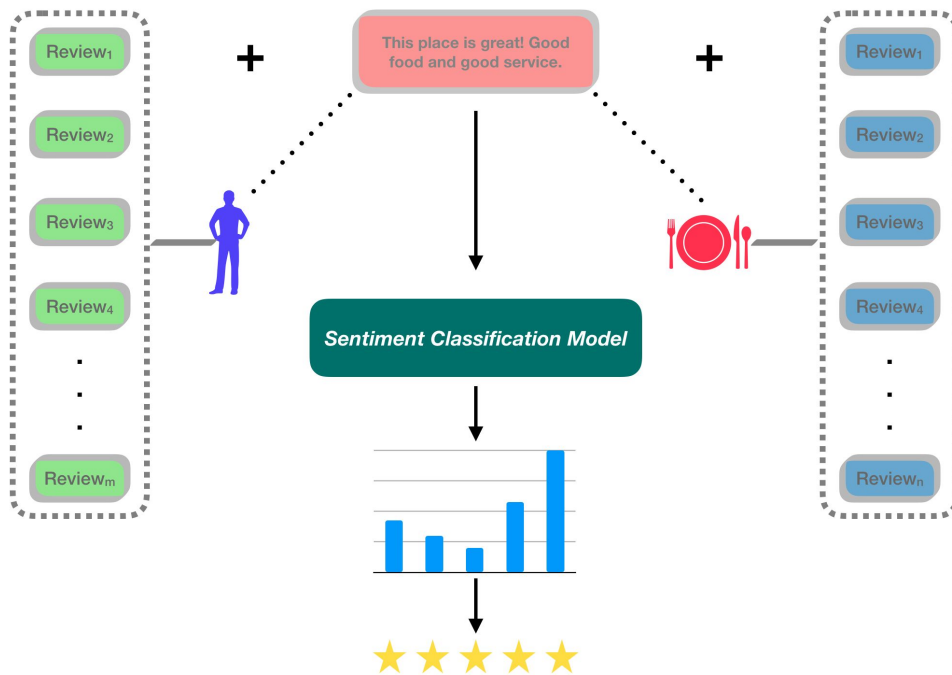 Review₁
Review₂
Review₃
Review₄
Reviewₘ
+
This place is great! Good
food and good service.
+
Sentiment Classification Model
Review₁
Review₂
Review₃
Review₄
Reviewₙ